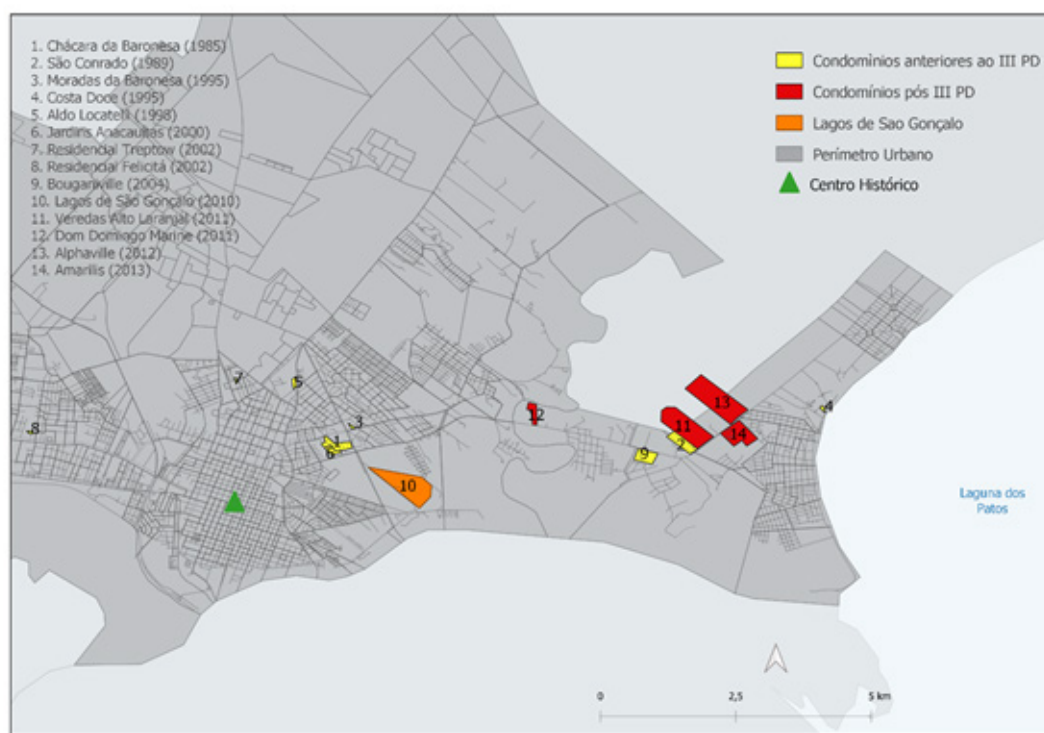 1. Chácara da Baronesa (1985)
2. São Conrado (1989)
3. Moradas da Baronesa (1995)
4. Costa Doce (1995)
5. Aldo Locatelli (1998)
6. Jardins Anacauítas (2000)
7. Residencial Treptow (2002)
8. Residencial Felicitá (2002)
9. Bouganville (2004)
10. Lagos de São Gonçalo (2010)
11. Veredas Alto Laranjal (2011)
12. Dom Domingo Marine (2011)
13. Alphaville (2012)
14. Amarilis (2013)
Condomínios anteriores ao III PD
Condomínios pós III PD
Lagos de Sao Gonçalo
Perímetro Urbano
Centro Histórico
7
5
8
3
1
6
10
12
9
2
11
13
14
4
Laguna dos
Patos
0
2,5
5 km